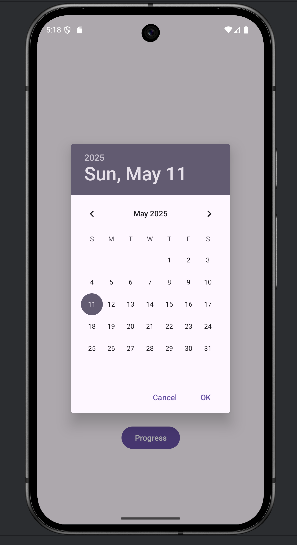 5:18
2025
Sun, May 11
May 2025
S M T W T F S
1 2 3
4 5 6 7 8 9 10
11 12 13 14 15 16 17
18 19 20 21 22 23 24
25 26 27 28 29 30 31
Cancel OK
Progress